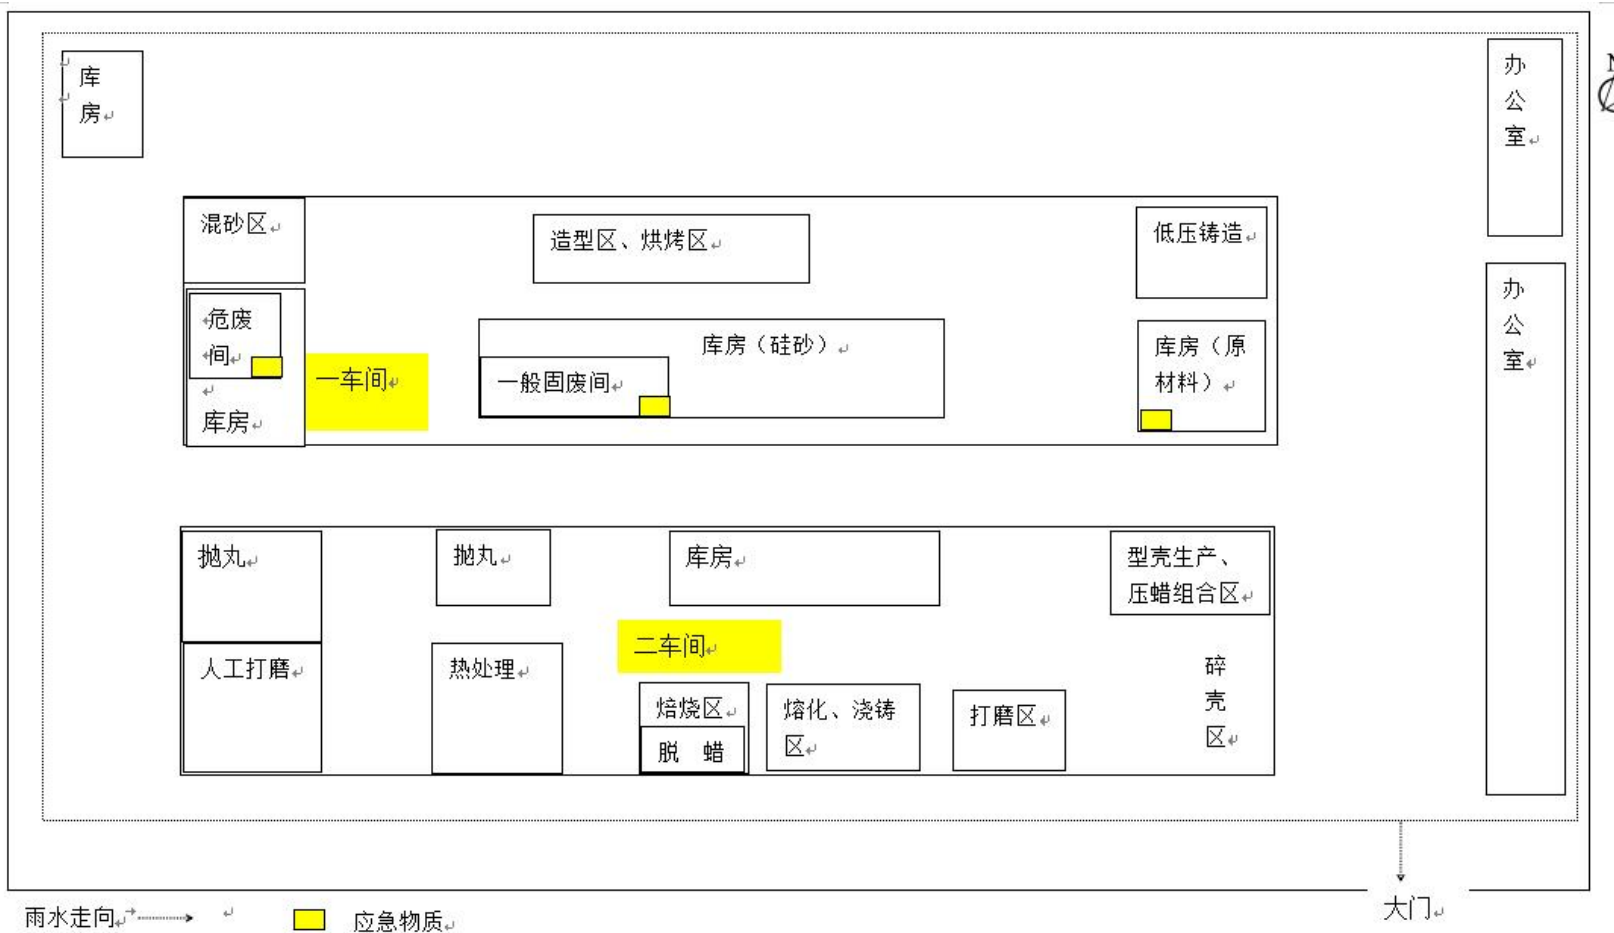 库
房
办
公
室
N
混砂区
造型区、烘烤区
低压铸造
危废
间
库房
一车间
库房（硅砂）
一般固废间
库房（原
材料）
办
公
室
抛丸
抛丸
库房
型壳生产、
压蜡组合区
二车间
人工打磨
热处理
焙烧区
脱 蜡
熔化、浇铸
区
打磨区
碎
壳
区
雨水走向
应急物质
大门